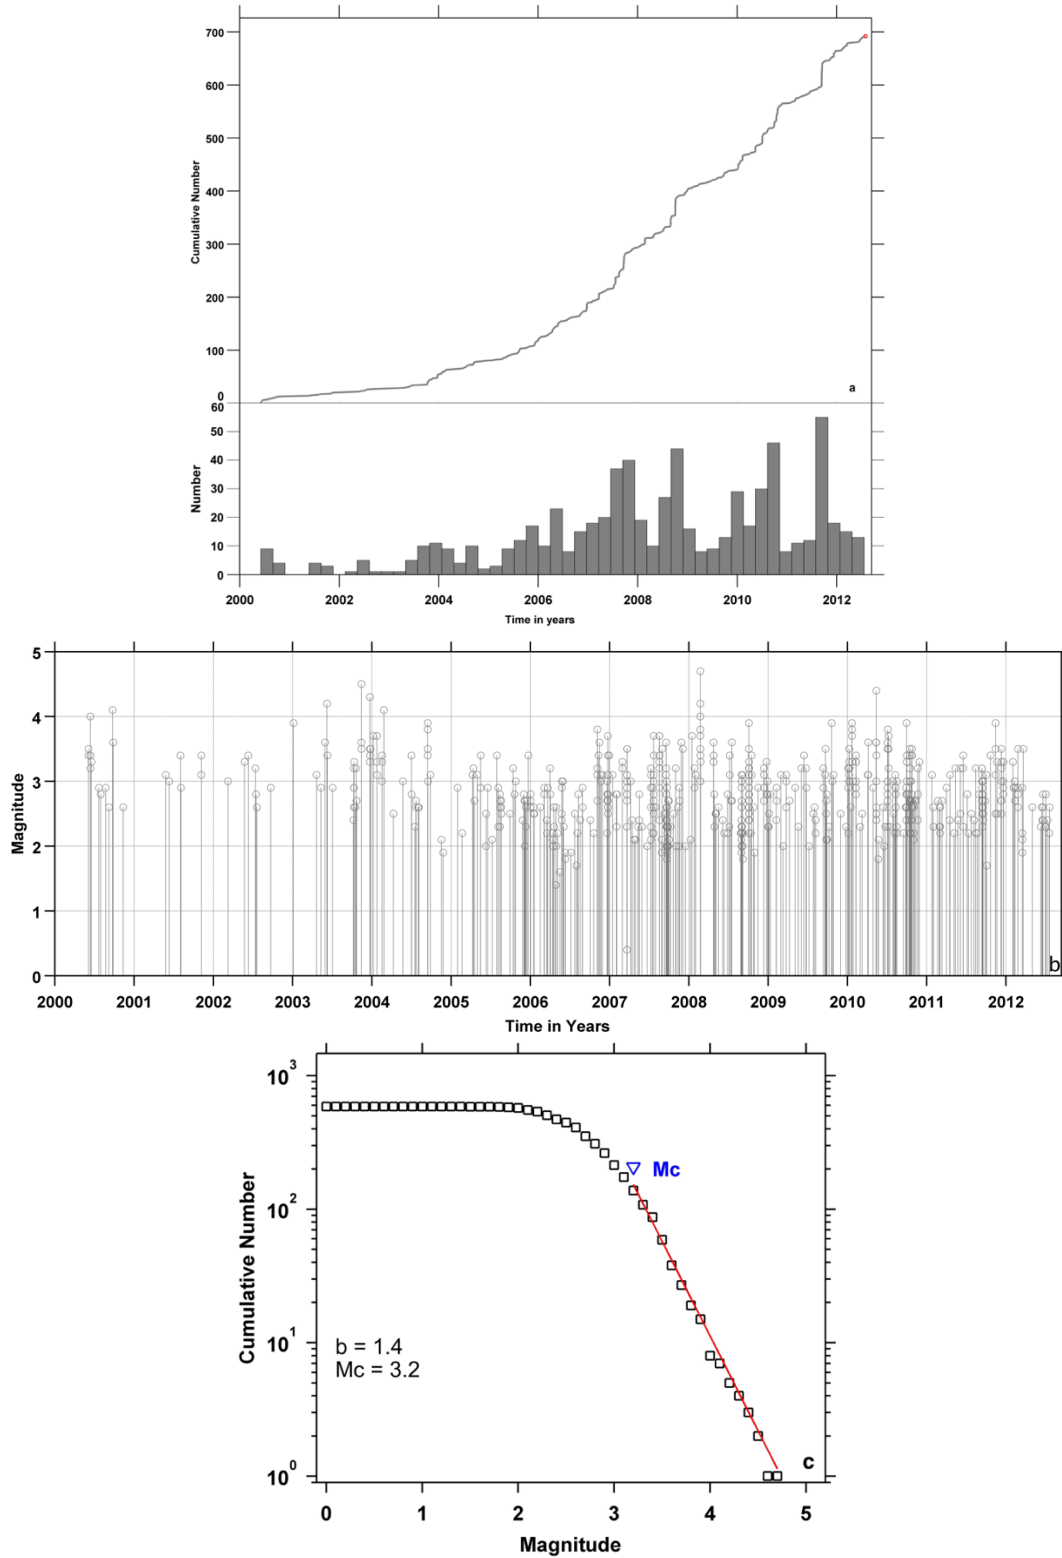 700
600
500
400
300
200
100
0
Cumulative Number
a
60
50
40
30
20
10
0
Number
2000 2002 2004 2006 2008 2010 2012
Time in years
5
4
3
2
1
0
Magnitude
b
2000 2001 2002 2003 2004 2005 2006 2007 2008 2009 2010 2011 2012
Time in Years
10³
10²
10¹
10⁰
Cumulative Number
Mc
b = 1.4
Mc = 3.2
c
0 1 2 3 4 5
Magnitude